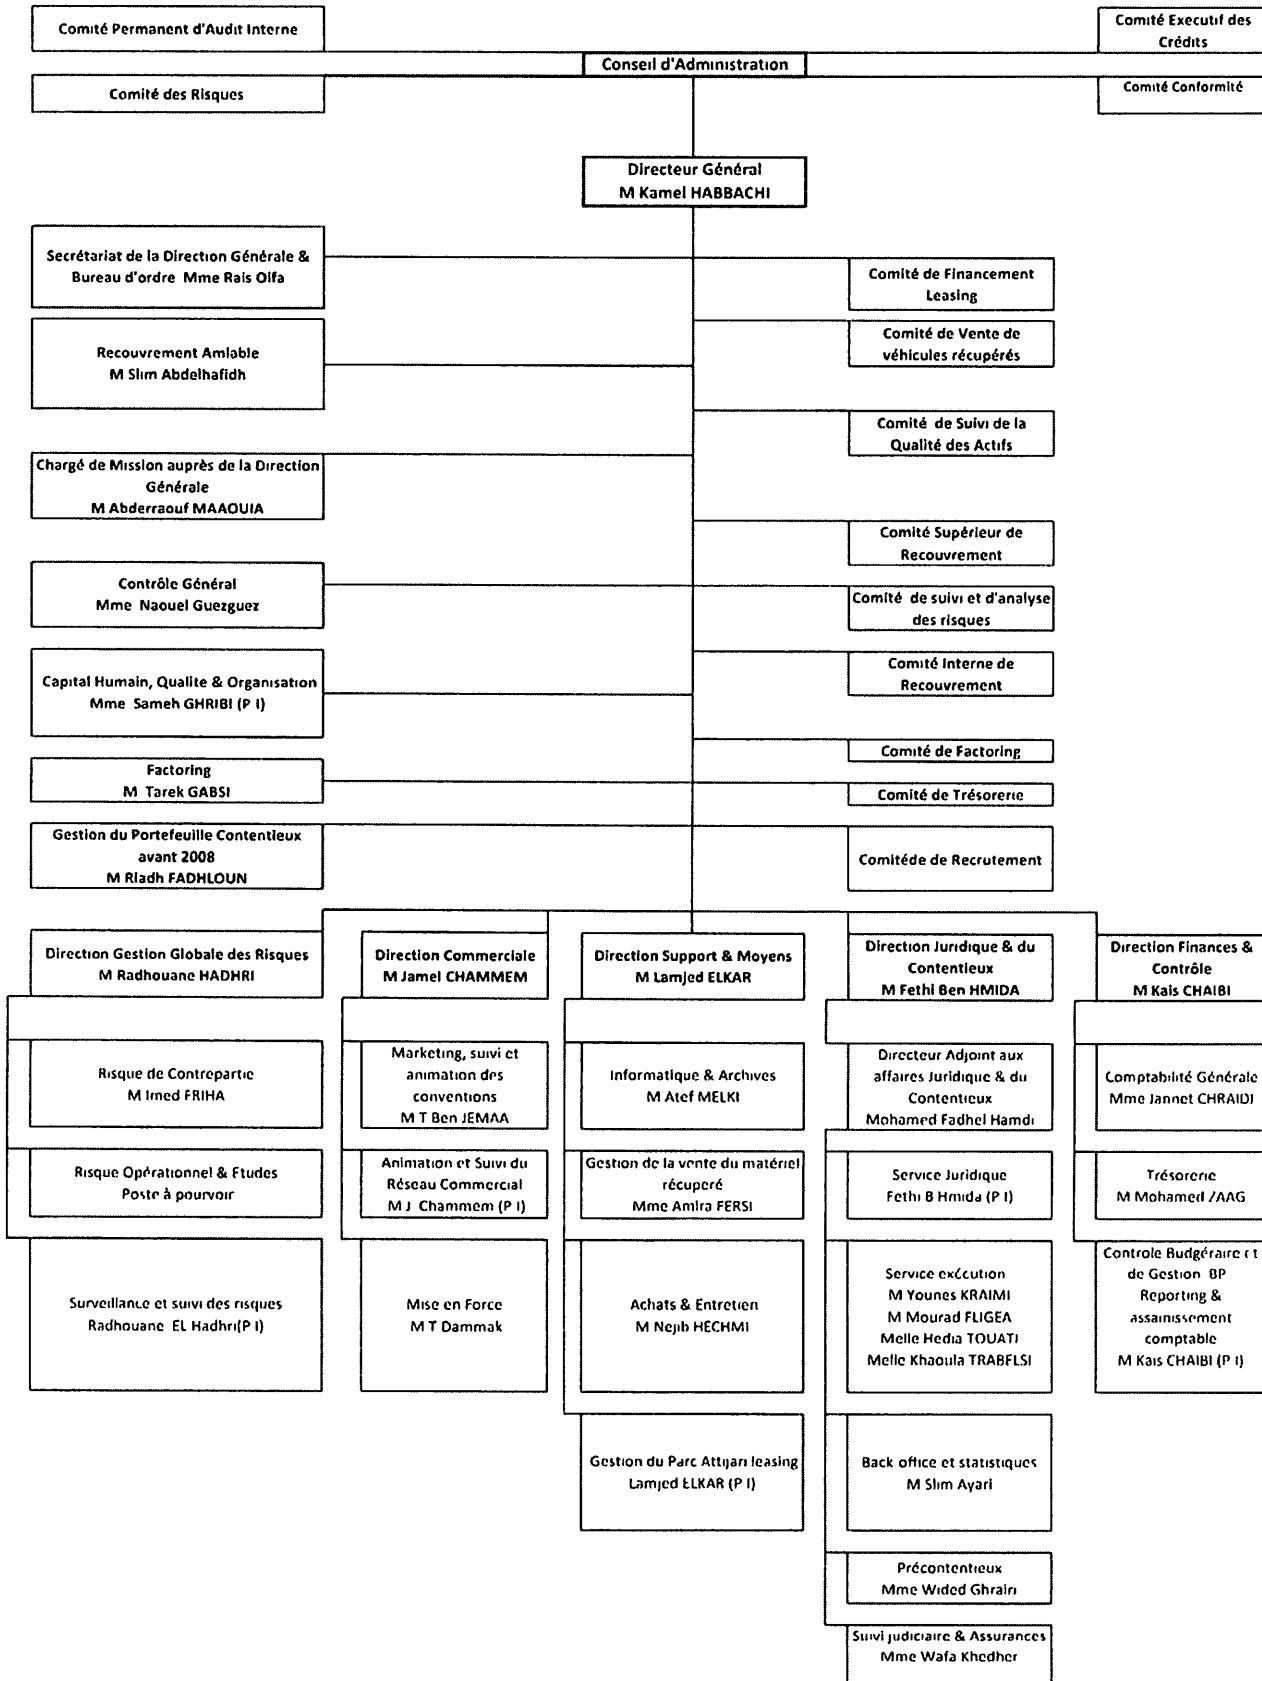 Comité Permanent d'Audit Interne
Comité Executif des
Crédits
Conseil d'Administration
Comité des Risques
Comité Conformité
Directeur Général
M Kamel HABBACHI
Secrétariat de la Direction Générale &
Bureau d'ordre Mme Rais Olfa
Comité de Financement
Leasing
Recouvrement Amiable
M Slim Abdelhafidh
Comité de Vente de
véhicules récupérés
Comité de Suivi de la
Qualité des Actifs
Chargé de Mission auprès de la Direction
Générale
M Abderraouf MAAOUIA
Comité Supérieur de
Recouvrement
Contrôle Général
Mme Naouel Guezguez
Comité de suivi et d'analyse
des risques
Capital Humain, Qualite & Organisation
Mme Sameh GHRIBI (P I)
Comité Interne de
Recouvrement
Comité de Factoring
Factoring
M Tarek GABSI
Comité de Trésorerie
Gestion du Portefeuille Contentieux
avant 2008
M Riadh FADHLOUN
Comitéde de Recrutement
Direction Gestion Globale des Risques
M Radhouane HADHRI
Direction Commerciale
M Jamel CHAMMEM
Direction Support & Moyens
M Lamjed ELKAR
Direction Juridique & du
Contentieux
M Fethi Ben HMIDA
Direction Finances &
Contrôle
M Kais CHAIBI
Risque de Contrepartie
M Imed FRIHA
Marketing, suivi et
animation des
conventions
M T Ben JEMAA
Informatique & Archives
M Atef MELKI
Directeur Adjoint aux
affaires Juridique & du
Contentieux
Mohamed Fadhel Hamdi
Comptabilité Générale
Mme Jannet CHRAIDI
Risque Opérationnel & Etudes
Poste à pourvoir
Animation et Suivi du
Réseau Commercial
M J Chammem (P I)
Gestion de la vente du matériel
récuperé
Mme Amira FERSI
Service Juridique
Fethi B Hmida (P I)
Trésorerie
M Mohamed ZAAG
Surveillance et suivi des risques
Radhouane EL Hadhri(P I)
Mise en Force
M T Dammak
Achats & Entretien
M Nejib HECHMI
Service exécution
M Younes KRAIMI
M Mourad FLIGEA
Melle Hedia TOUATI
Melle Khaoula TRABELSI
Controle Budgéraire et
de Gestion BP
Reporting &
assainissement
comptable
M Kais CHAIBI (P I)
Gestion du Parc Attijari leasing
Lamjed ELKAR (P I)
Back office et statistiques
M Slim Ayari
Précontentieux
Mme Wided Ghrairi
Suivi judiciaire & Assurances
Mme Wafa Khedher